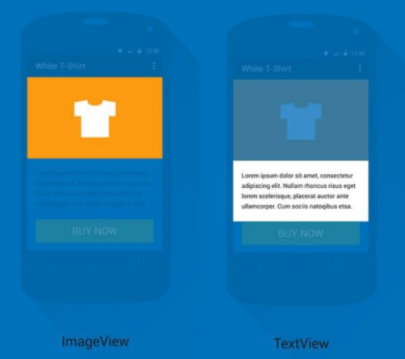 12:30
White T-Shirt
BUY NOW
ImageView
12:30
White T-Shirt
Lorem ipsum dolor sit amet, consectetur
adipiscing elit. Nullam rhoncus risus eget
lorem scelerisque, placerat auctor ante
ullamcorper. Cum sociis natoqibus etsa.
BUY NOW
TextView